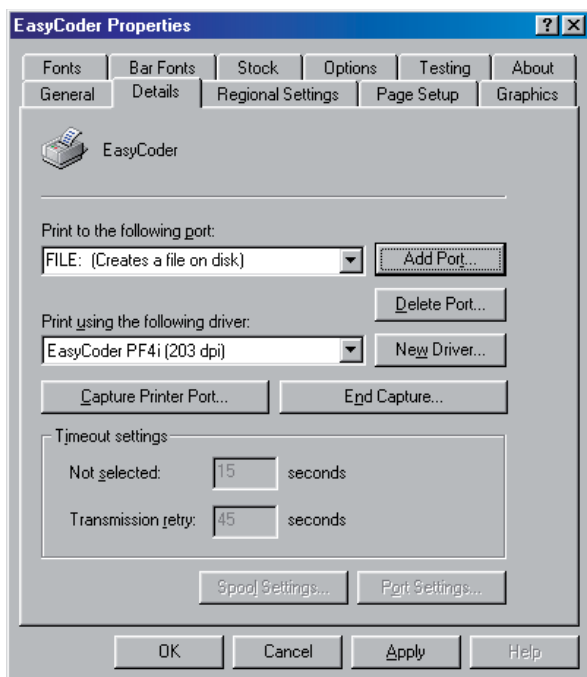 EasyCoder Properties
Fonts Bar Fonts Stock Options Testing About
General Details Regional Settings Page Setup Graphics
EasyCoder
Print to the following port:
FILE: (Creates a file on disk)
Add Port...
Delete Port...
Print using the following driver:
EasyCoder PF4i (203 dpi)
New Driver...
Capture Printer Port... End Capture...
Timeout settings
Not selected: 15 seconds
Transmission retry: 45 seconds
Spool Settings... Port Settings...
OK Cancel Apply Help